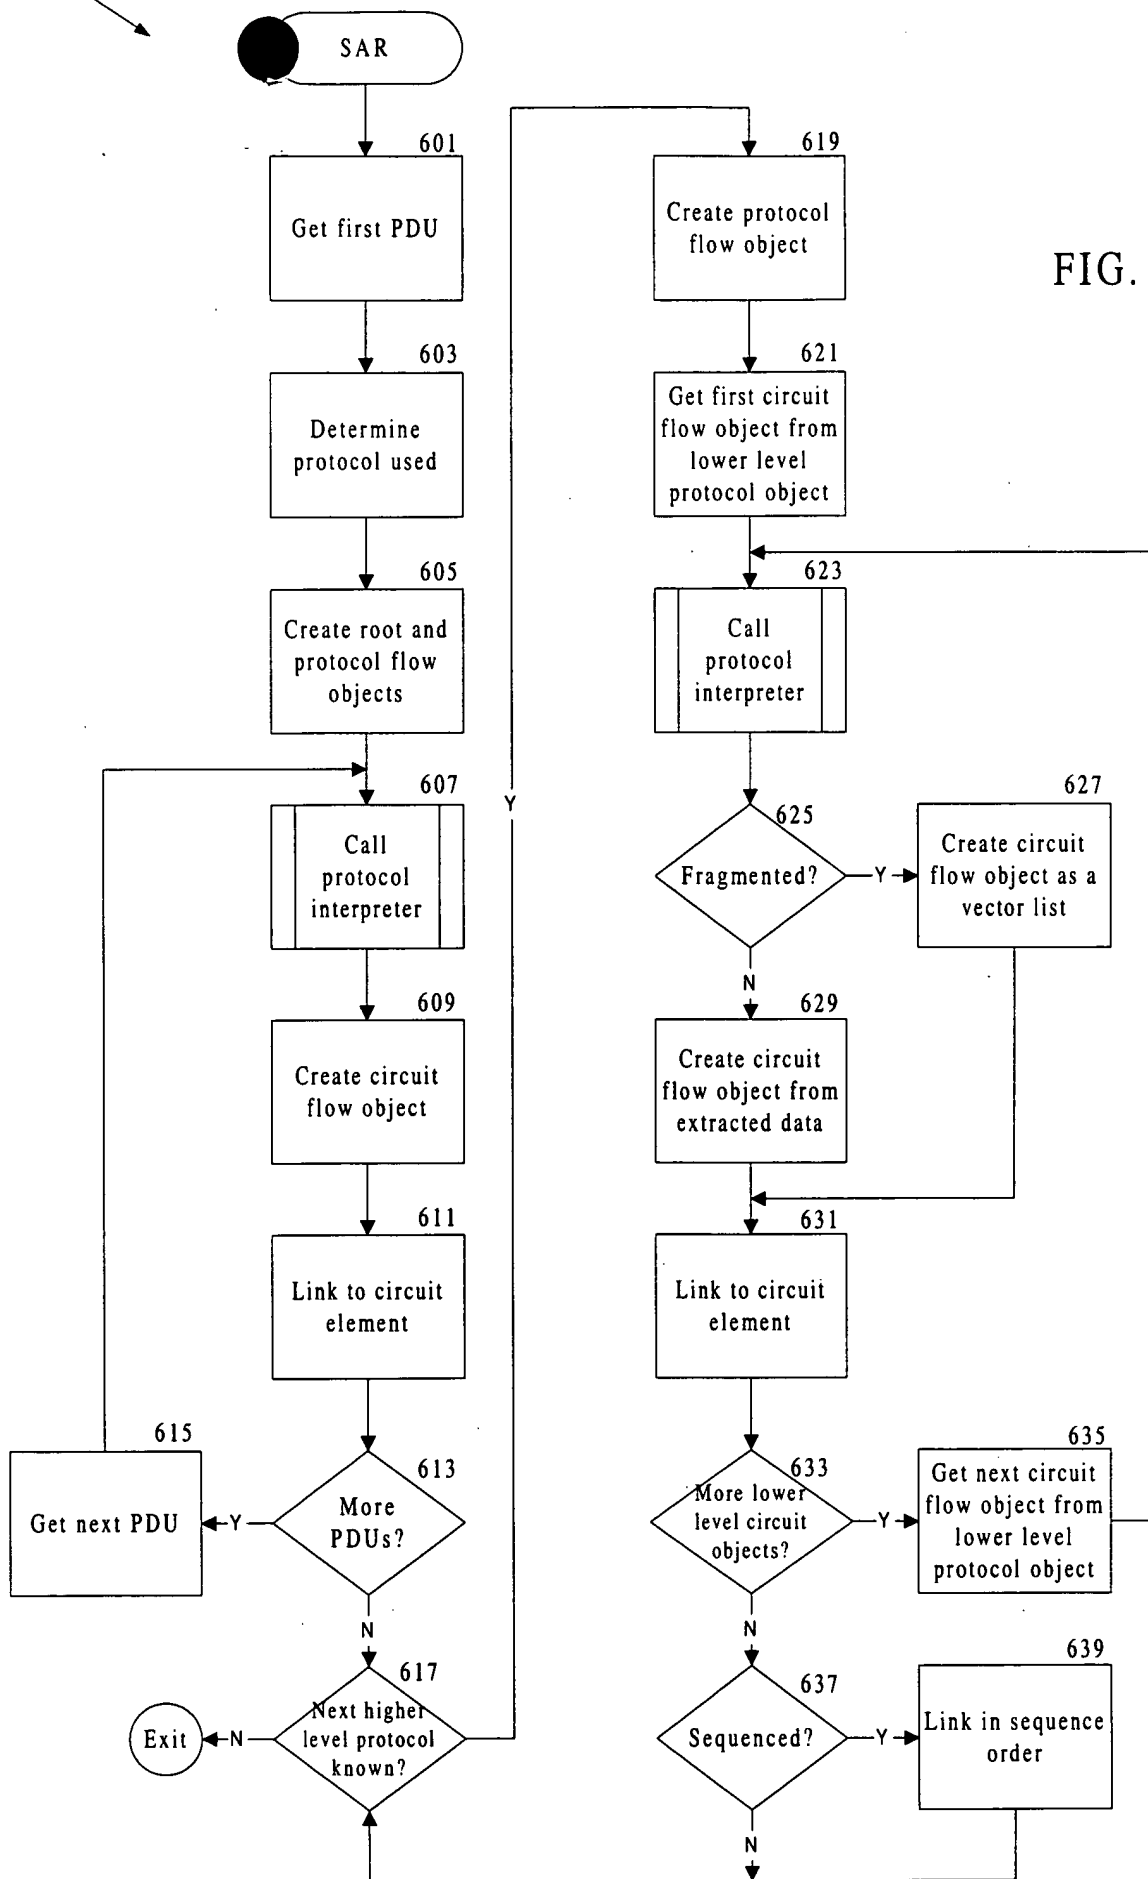 SAR
601
Get first PDU
603
Determine
protocol used
605
Create root and
protocol flow
objects
607
Call
protocol
interpreter
609
Create circuit
flow object
611
Link to circuit
element
613
More
PDUs?
Y
615
Get next PDU
N
617
Next higher
level protocol
known?
N
Exit
Y
619
Create protocol
flow object
621
Get first circuit
flow object from
lower level
protocol object
623
Call
protocol
interpreter
625
Fragmented?
Y
627
Create circuit
flow object as a
vector list
N
629
Create circuit
flow object from
extracted data
631
Link to circuit
element
633
More lower
level circuit
objects?
Y
635
Get next circuit
flow object from
lower level
protocol object
N
637
Sequenced?
Y
639
Link in sequence
order
N
FIG.